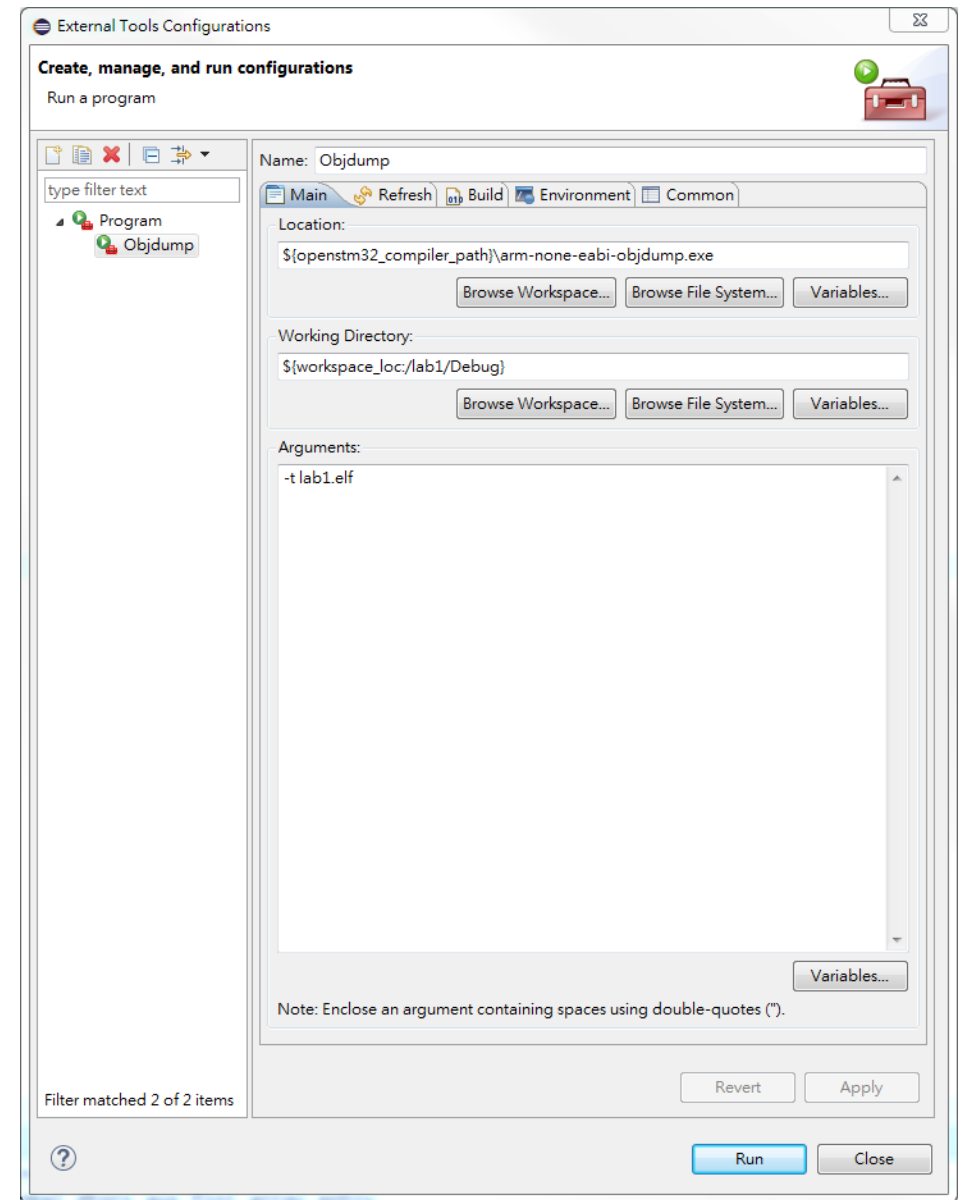 External Tools Configurations
Create, manage, and run configurations
Run a program
type filter text
Program
Objdump
Filter matched 2 of 2 items
Name: Objdump
Main Refresh Build Environment Common
Location:
${openstm32_compiler_path}\arm-none-eabi-objdump.exe
Browse Workspace... Browse File System... Variables...
Working Directory:
${workspace_loc:/lab1/Debug}
Browse Workspace... Browse File System... Variables...
Arguments:
-t lab1.elf
Variables...
Note: Enclose an argument containing spaces using double-quotes (").
Revert Apply
Run Close